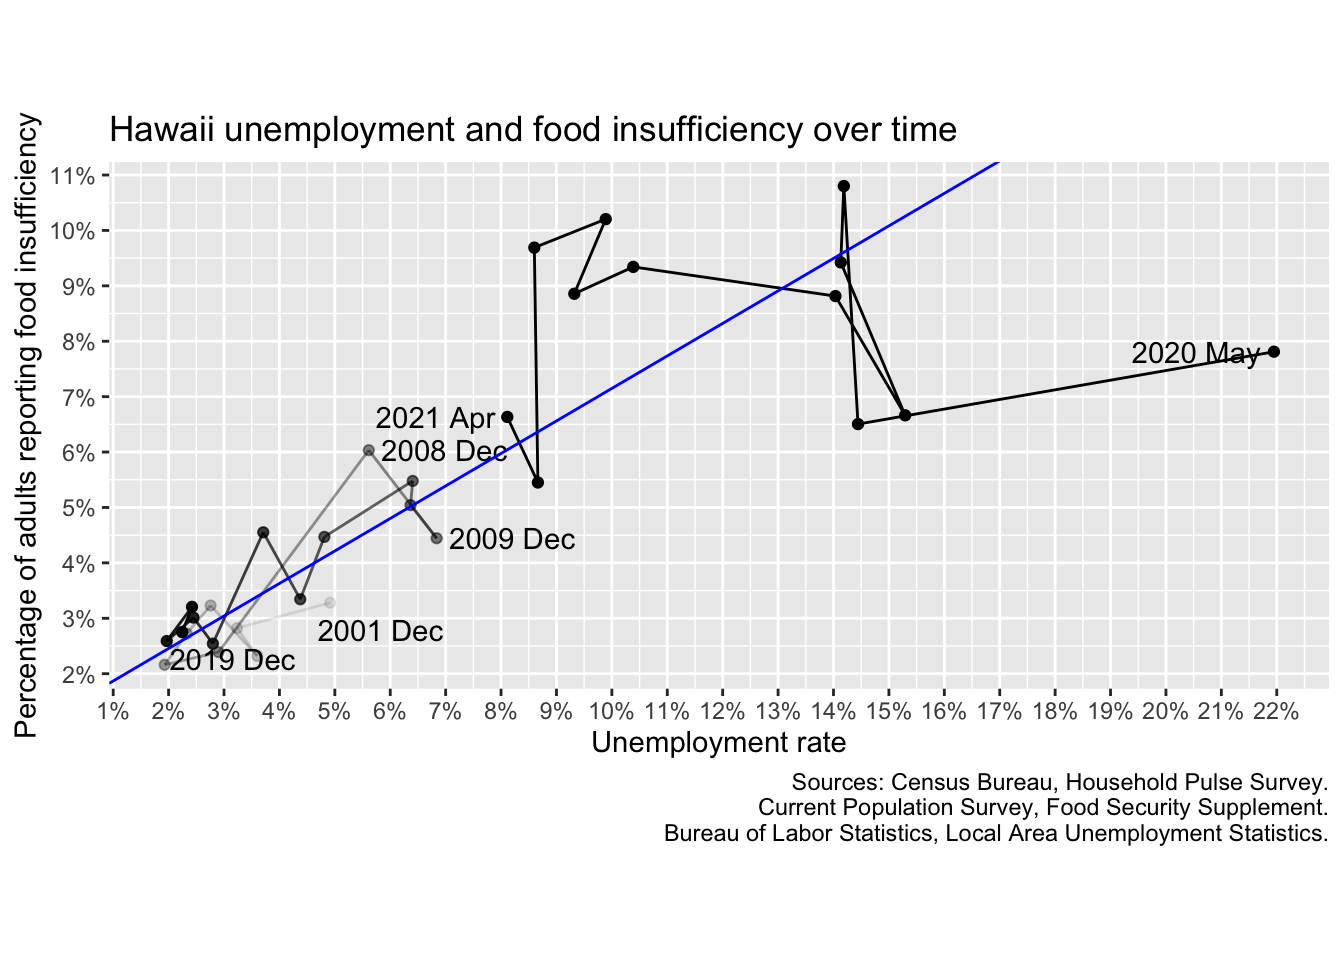 Hawaii unemployment and food insufficiency over time
Percentage of adults reporting food insufficiency
11%
10%
9%
8%
7%
6%
5%
4%
3%
2%
2020 May
2021 Apr
2008 Dec
2009 Dec
2001 Dec
2019 Dec
1% 2% 3% 4% 5% 6% 7% 8% 9% 10% 11% 12% 13% 14% 15% 16% 17% 18% 19% 20% 21% 22%
Unemployment rate
Sources: Census Bureau, Household Pulse Survey.
Current Population Survey, Food Security Supplement.
Bureau of Labor Statistics, Local Area Unemployment Statistics.